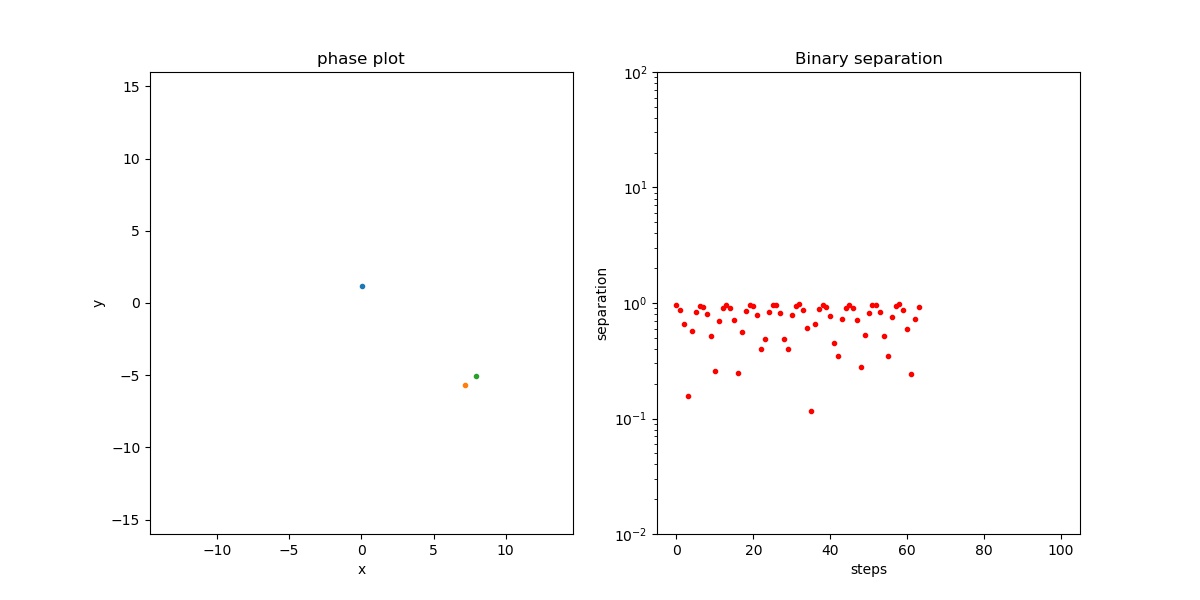 phase plot
15
10
5
0
−5
−10
−15
y
−10 −5 0 5 10
x
Binary separation
10²
10¹
10⁰
10⁻¹
10⁻²
separation
0 20 40 60 80 100
steps